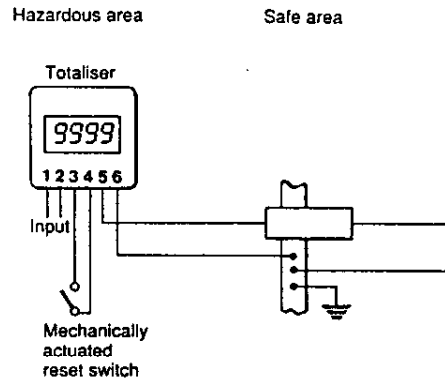 Hazardous area
Safe area
Totaliser
9999
1 2 3 4 5 6
Input
Mechanically
actuated
reset switch